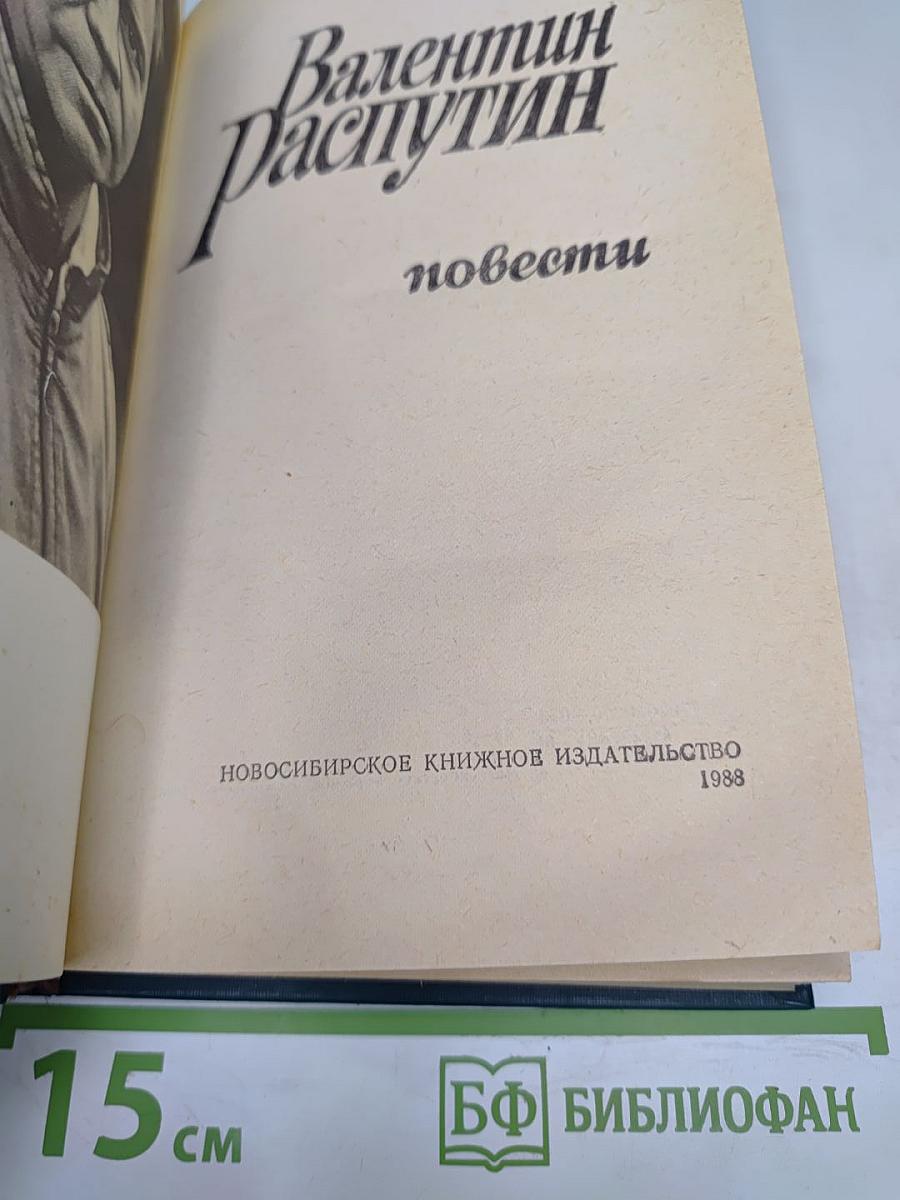 Валентин
Распутин
повести
НОВОСИБИРСКОЕ КНИЖНОЕ ИЗДАТЕЛЬСТВО
1988
15 см
БФ БИБЛИОФАН